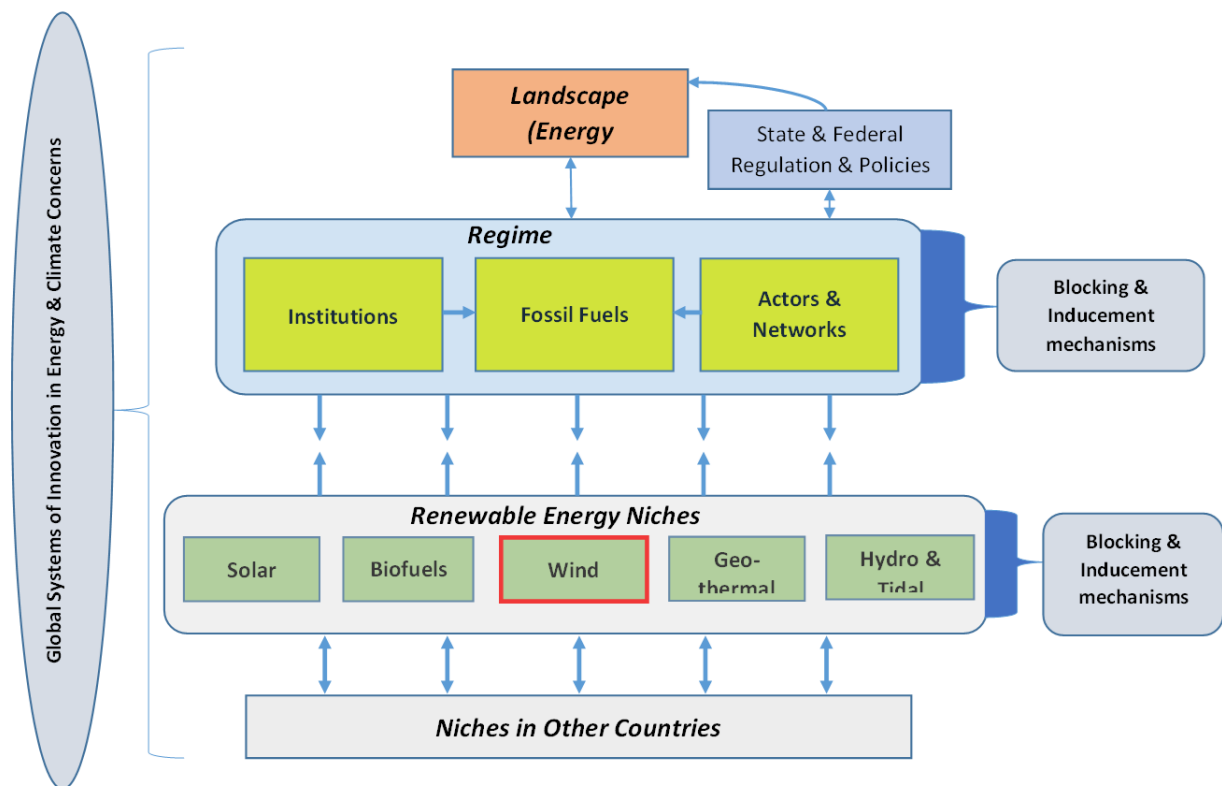 Global Systems of Innovation in Energy & Climate Concerns
Landscape
(Energy
State & Federal
Regulation & Policies
Regime
Institutions
Fossil Fuels
Actors &
Networks
Blocking &
Inducement
mechanisms
Renewable Energy Niches
Solar
Biofuels
Wind
Geo-
thermal
Hydro &
Tidal
Blocking &
Inducement
mechanisms
Niches in Other Countries